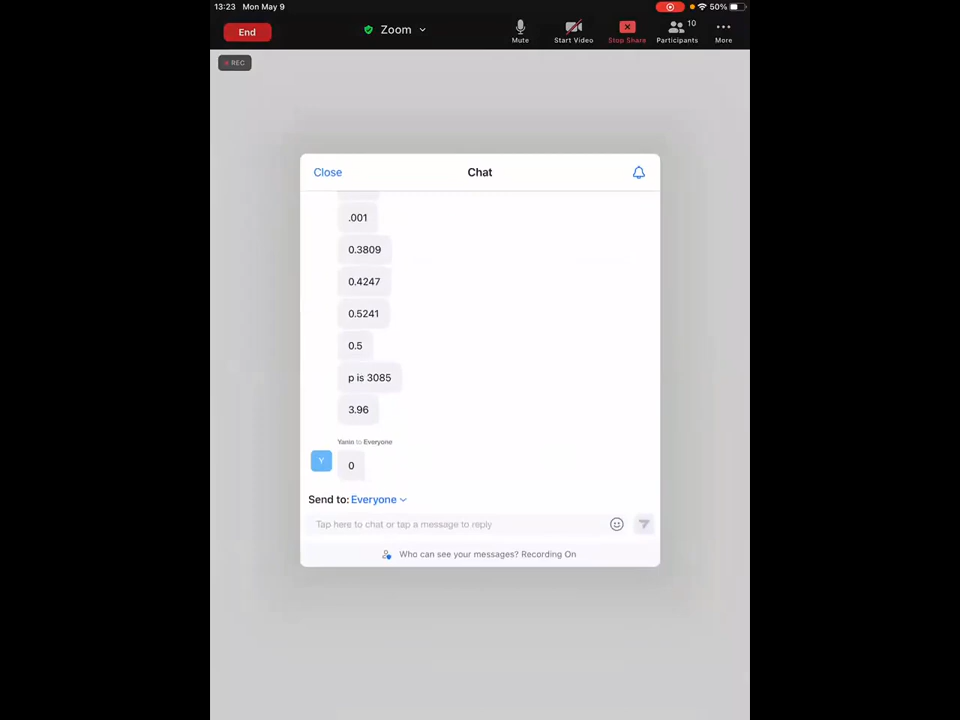 13:23 Mon May 9
50%
End
Zoom
Mute
Start Video
Stop Share
10
Participants
More
REC
Close
Chat
.001
0.3809
0.4247
0.5241
0.5
p is 3085
3.96
Yanin to Everyone
Y
0
Send to: Everyone
Tap here to chat or tap a message to reply
Who can see your messages? Recording On